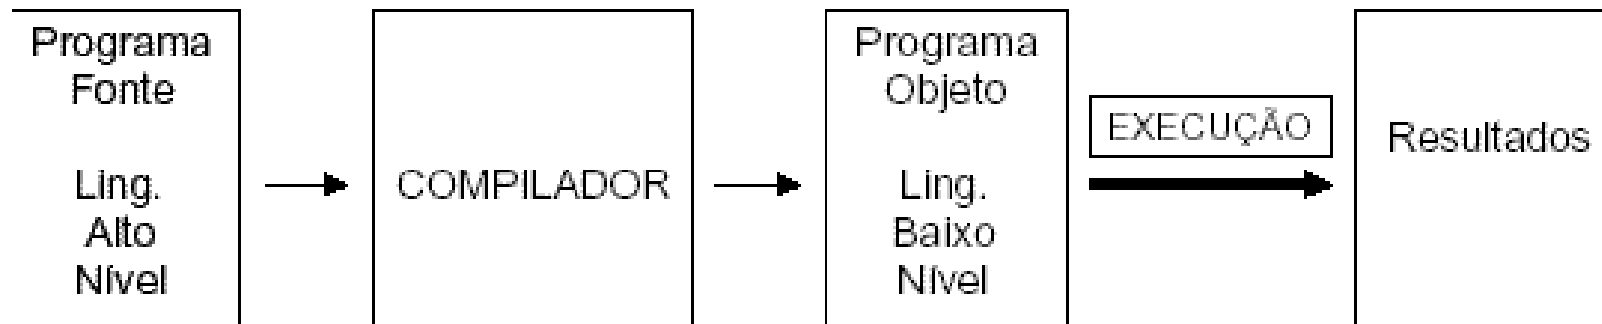 Programa
Fonte
Ling.
Alto
Nível
COMPILADOR
Programa
Objeto
Ling.
Baixo
Nível
EXECUÇÃO
Resultados